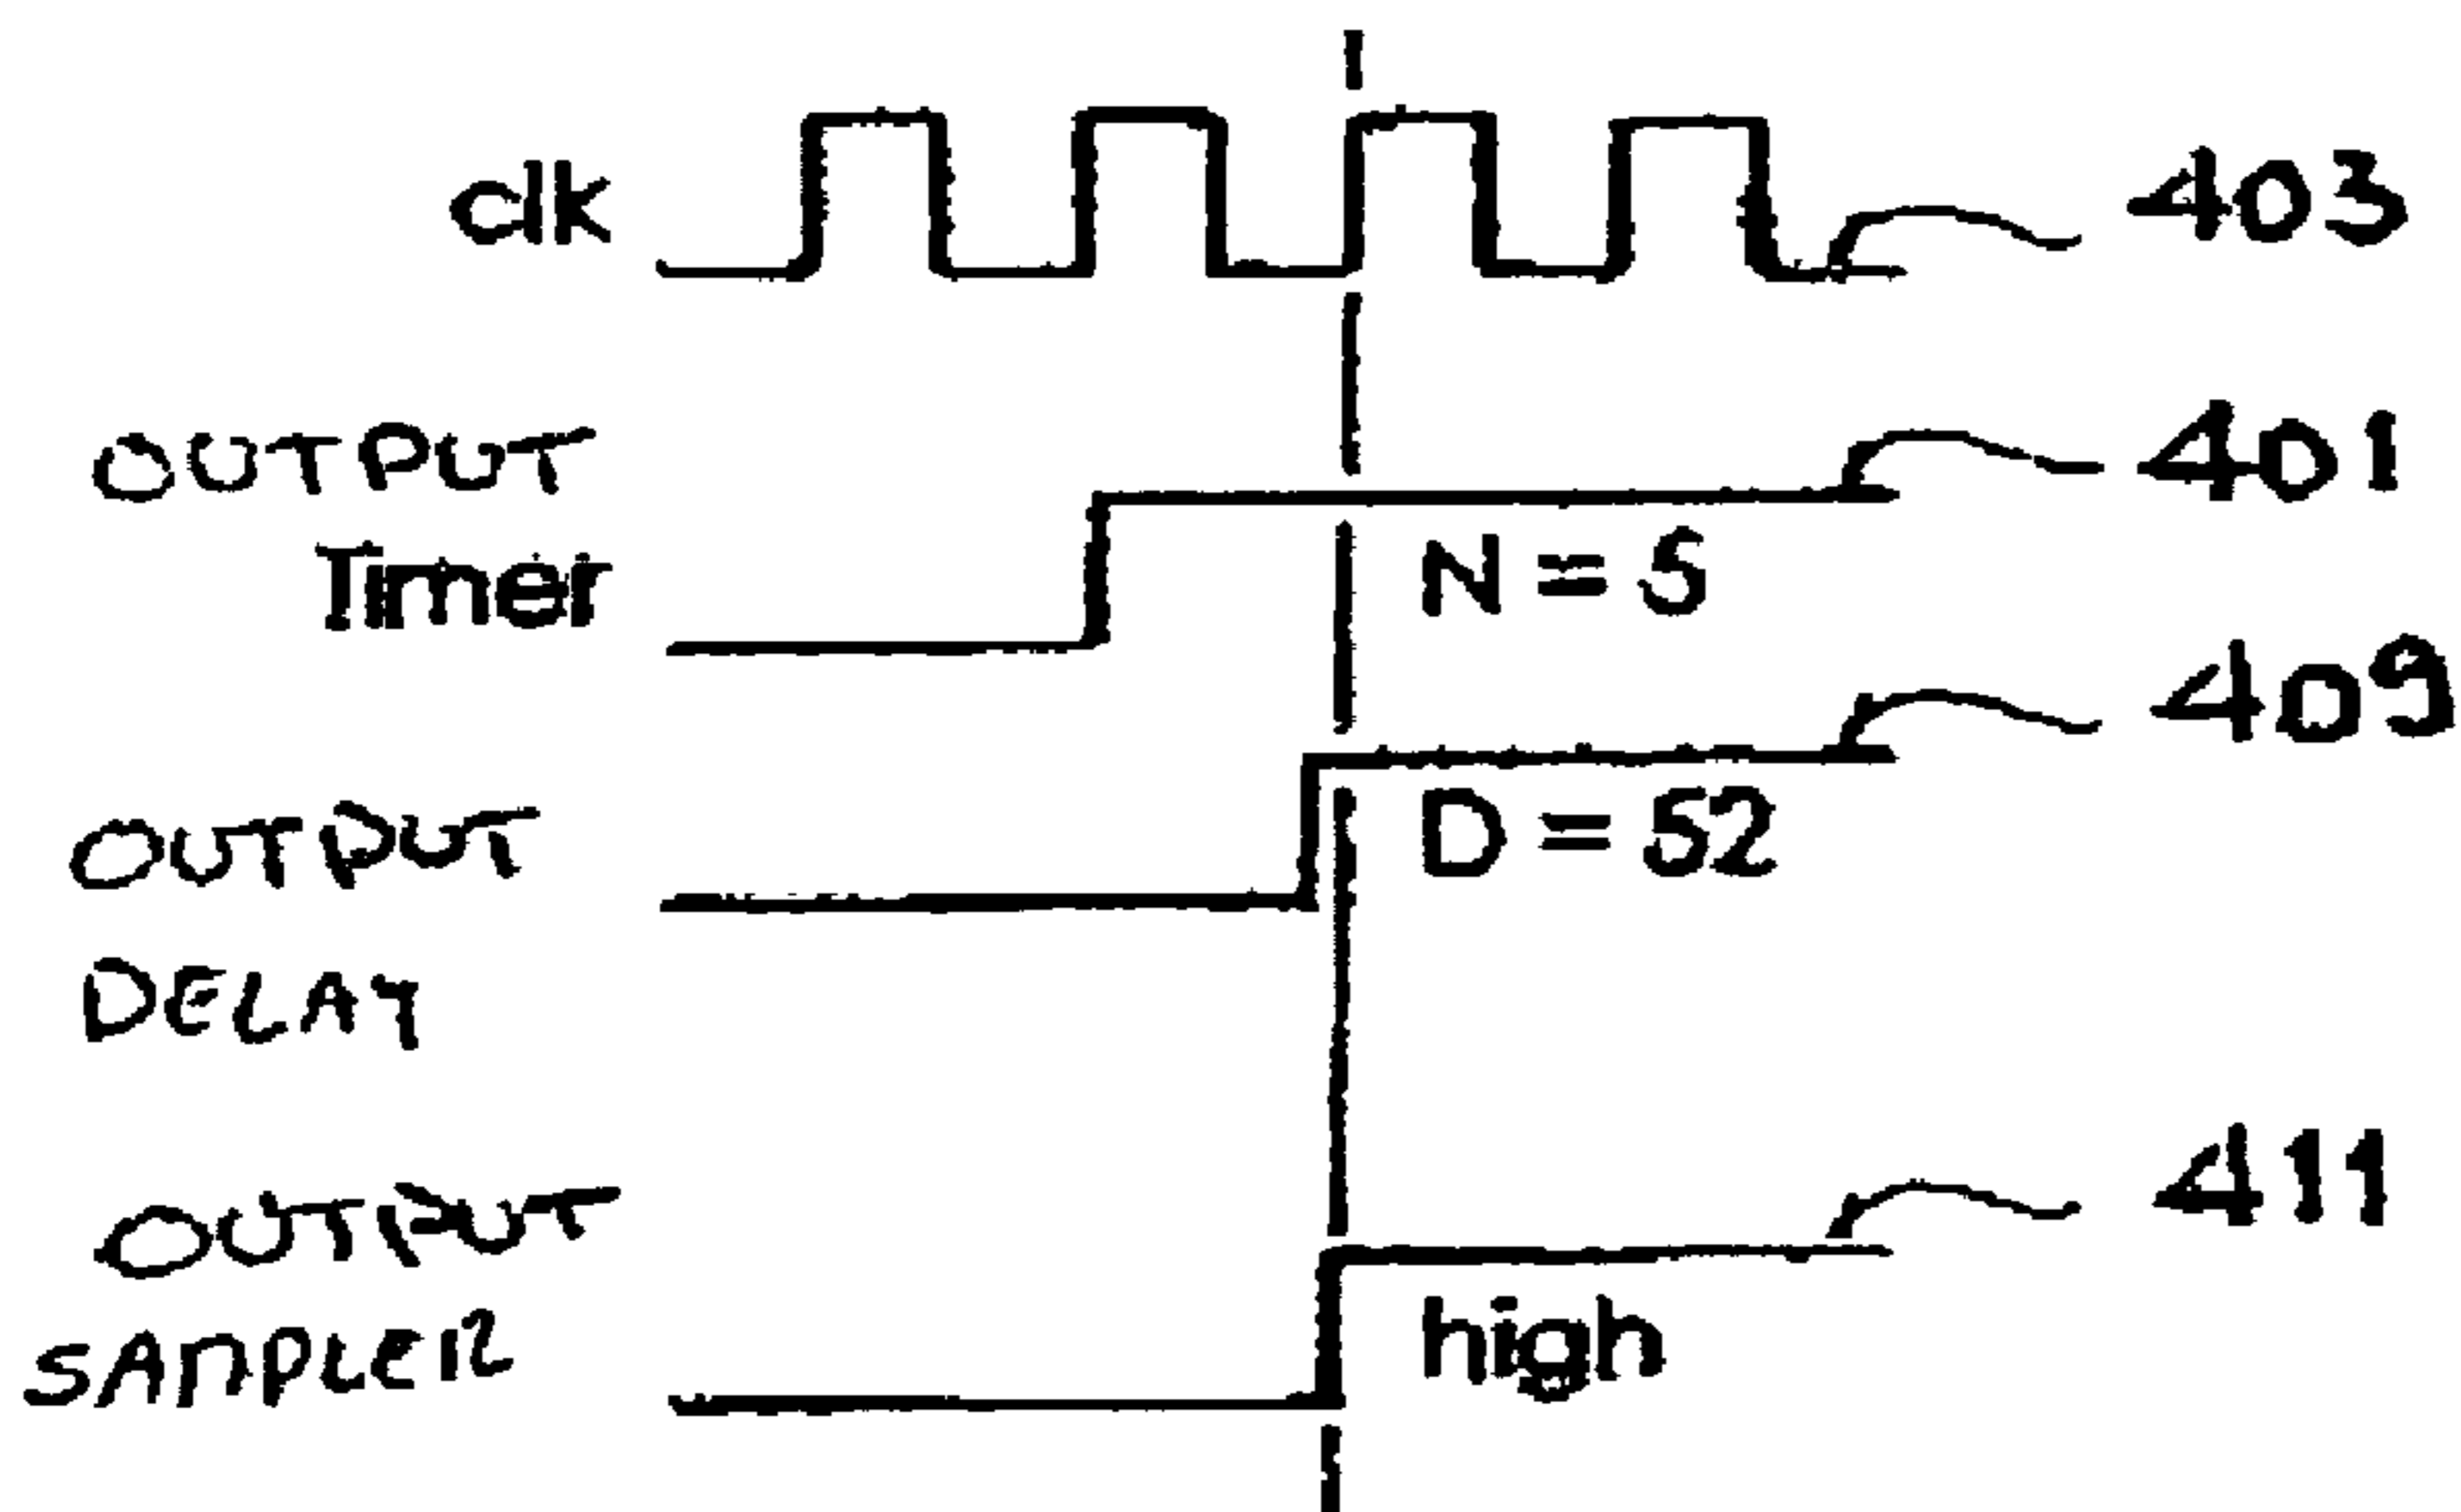 clk
403
OUTPUT
Timer
401
N = 5
409
OUTPUT
DELAY
D = 52
411
OUTPUT
SAMPLER
high